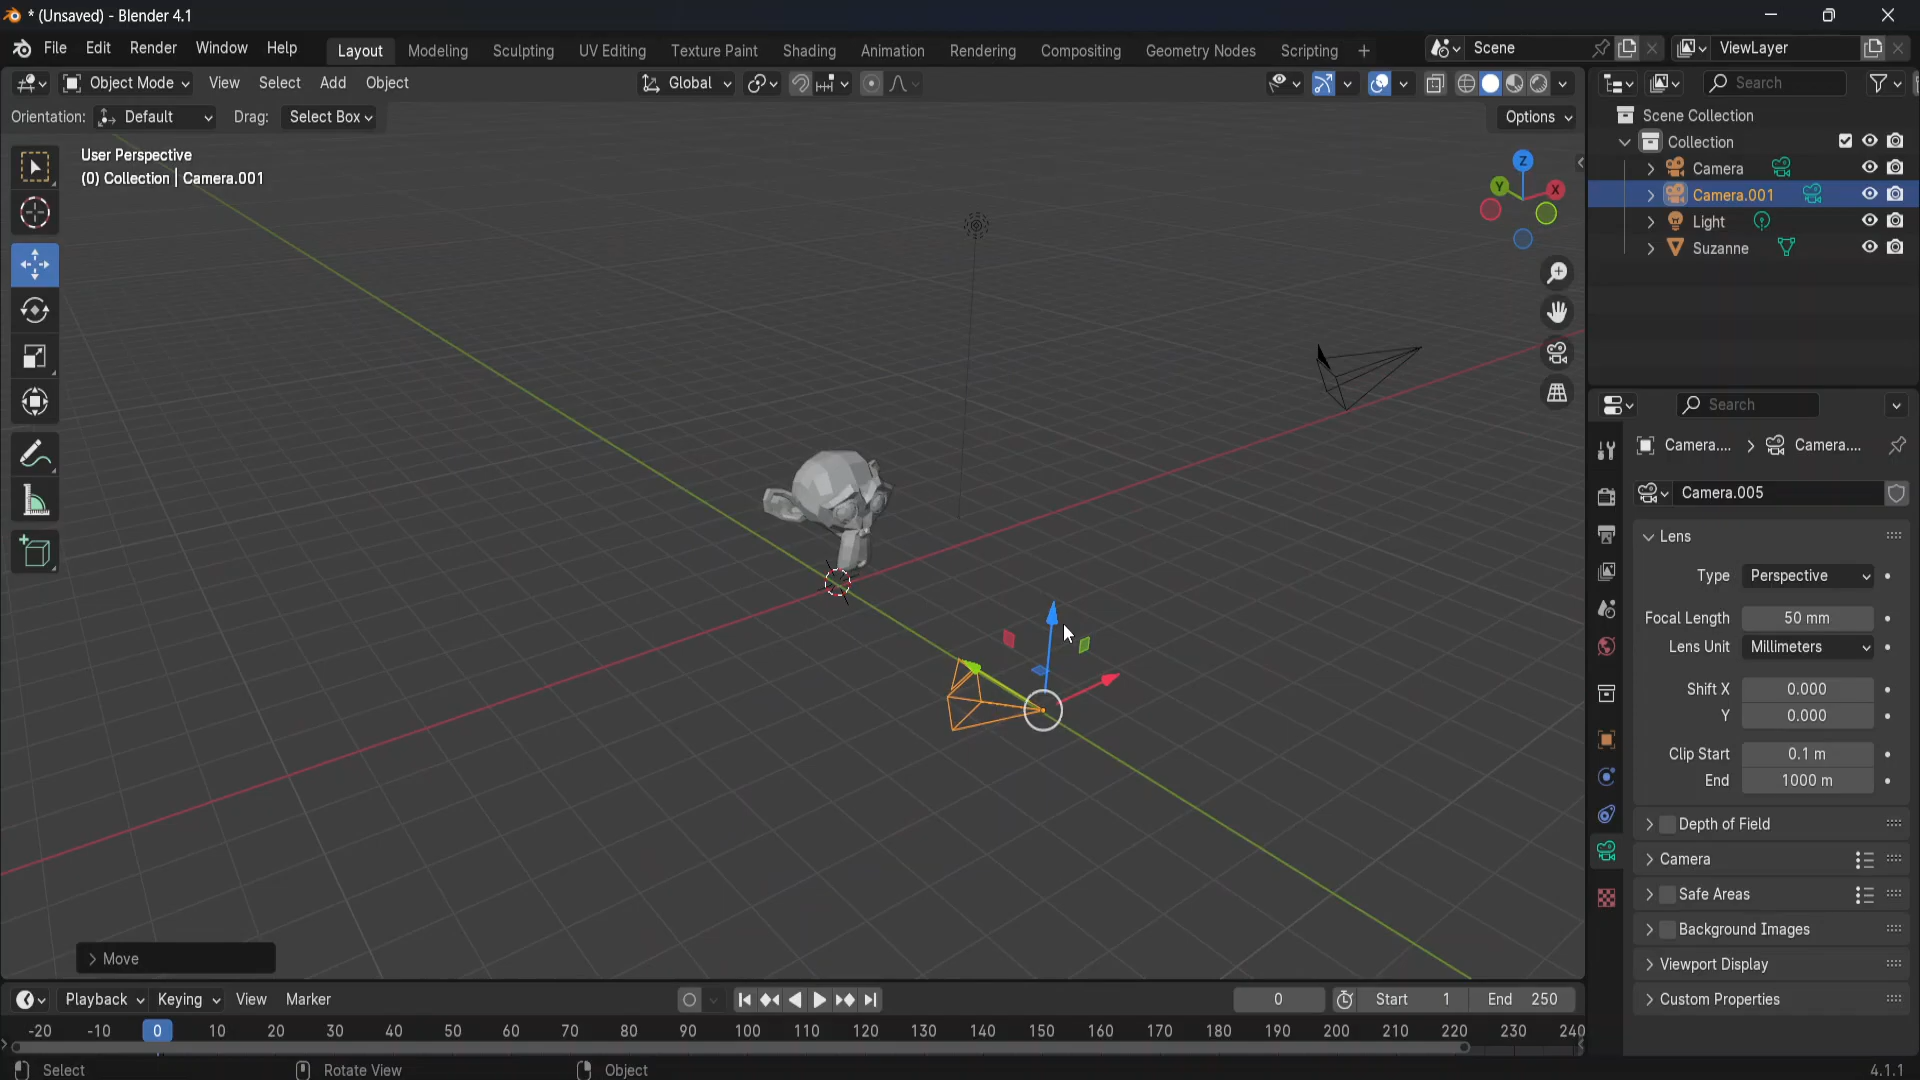 * (Unsaved) - Blender 4.1
File Edit Render Window Help Layout Modeling Sculpting UV Editing Texture Paint Shading Animation Rendering Compositing Geometry Nodes Scripting + Scene ViewLayer
Object Mode View Select Add Object Global Search
Orientation: Default Drag: Select Box Options
User Perspective
(0) Collection | Camera.001
Z
Y X
Scene Collection
Collection
Camera
Camera.001
Light
Suzanne
Search
Camera.... > Camera....
Camera.005
Lens
Type Perspective
Focal Length 50 mm
Lens Unit Millimeters
Shift X 0.000
Y 0.000
Clip Start 0.1 m
End 1000 m
Depth of Field
Camera
Safe Areas
Background Images
Viewport Display
Custom Properties
Move
Playback Keying View Marker 0 Start 1 End 250
-20 -10 0 10 20 30 40 50 60 70 80 90 100 110 120 130 140 150 160 170 180 190 200 210 220 230 240
Select Rotate View Object 4.1.1